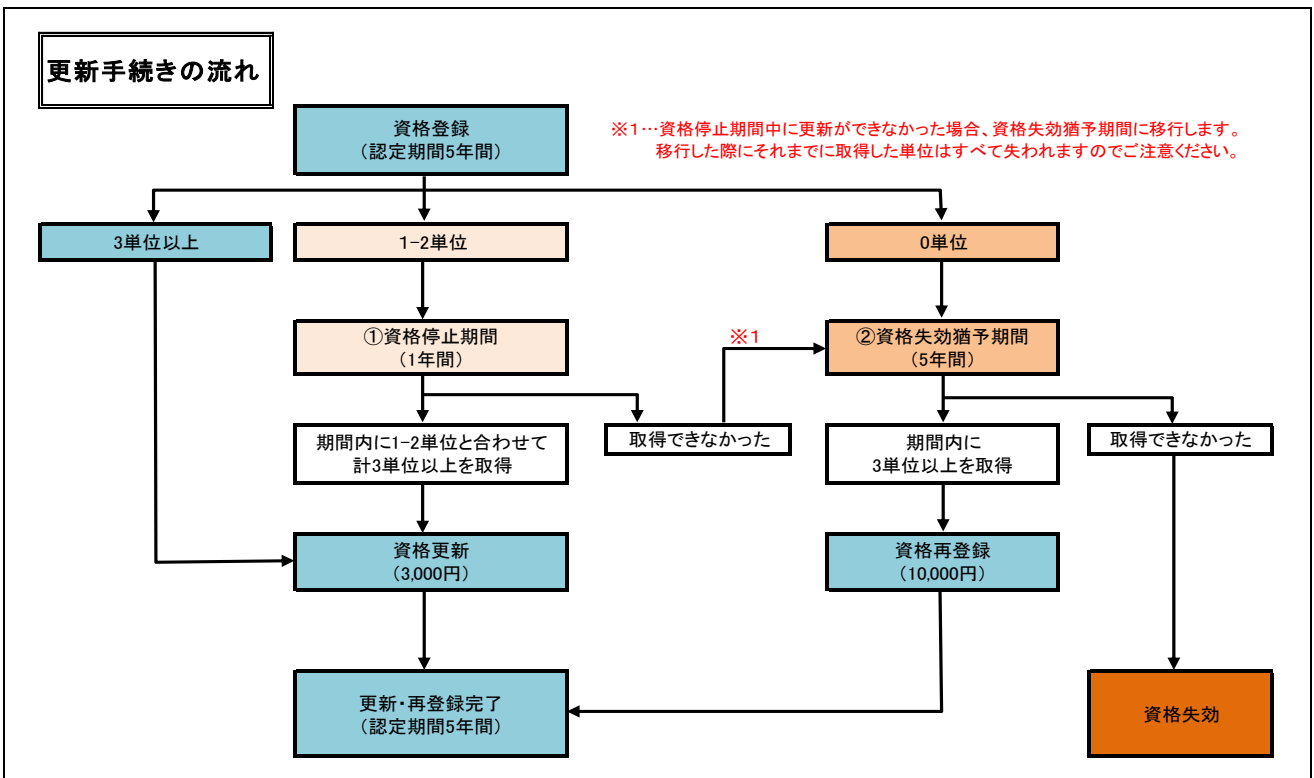 更新手続きの流れ
資格登録
（認定期間5年間）
※1…資格停止期間中に更新ができなかった場合、資格失効猶予期間に移行します。
移行した際にそれまでに取得した単位はすべて失われますのでご注意ください。
3単位以上
1-2単位
0単位
①資格停止期間
（1年間）
※1
②資格失効猶予期間
（5年間）
期間内に1-2単位と合わせて
計3単位以上を取得
取得できなかった
期間内に
3単位以上を取得
取得できなかった
資格更新
（3,000円）
資格再登録
（10,000円）
更新・再登録完了
（認定期間5年間）
資格失効